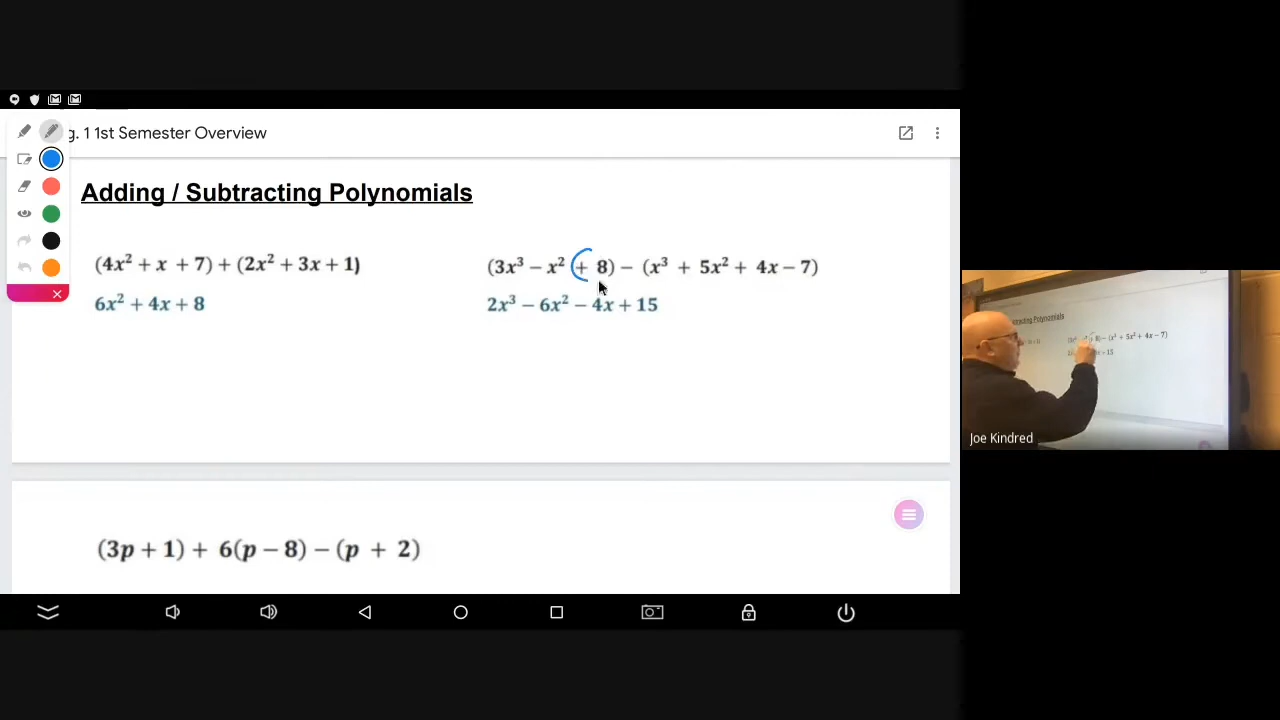 g. 1 1st Semester Overview
Adding / Subtracting Polynomials
(4x² + x + 7) + (2x² + 3x + 1)
6x² + 4x + 8
(3x³ − x² + 8) − (x³ + 5x² + 4x − 7)
2x³ − 6x² − 4x + 15
(3p + 1) + 6(p − 8) − (p + 2)
Joe Kindred